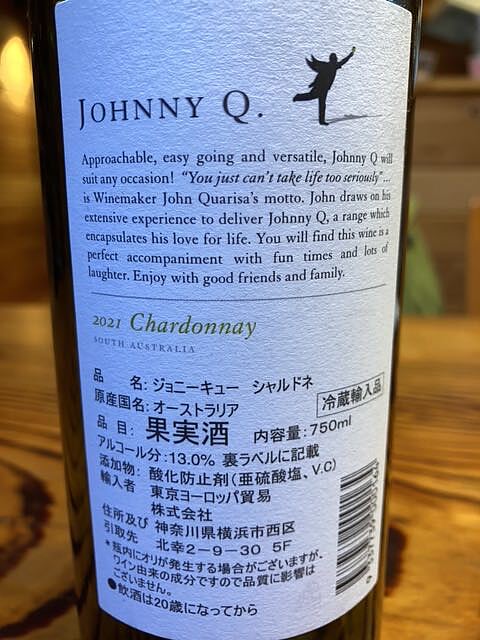 JOHNNY Q.
Approachable, easy going and versatile, Johnny Q will
suit any occasion! "You just can't take life too seriously"...
is Winemaker John Quarisa's motto. John draws on his
extensive experience to deliver Johnny Q, a range which
encapsulates his love for life. You will find this wine is a
perfect accompaniment with fun times and lots of
laughter. Enjoy with good friends and family.
2021 Chardonnay
SOUTH AUSTRALIA
品名:ジョニーキュー シャルドネ
原産国名:オーストラリア
冷蔵輸入品
品目: 果実酒 内容量:750ml
アルコール分:13.0% 裏ラベルに記載
添加物: 酸化防止剤(亜硫酸塩、V.C)
輸入者 東京ヨーロッパ貿易
株式会社
住所及び 神奈川県横浜市西区
引取先 北幸2-9-30 5F
*瓶内にオリが発生する場合がございますが、
ワイン由来の成分ですので品質に影響は
ございません。
●飲酒は20歳になってから